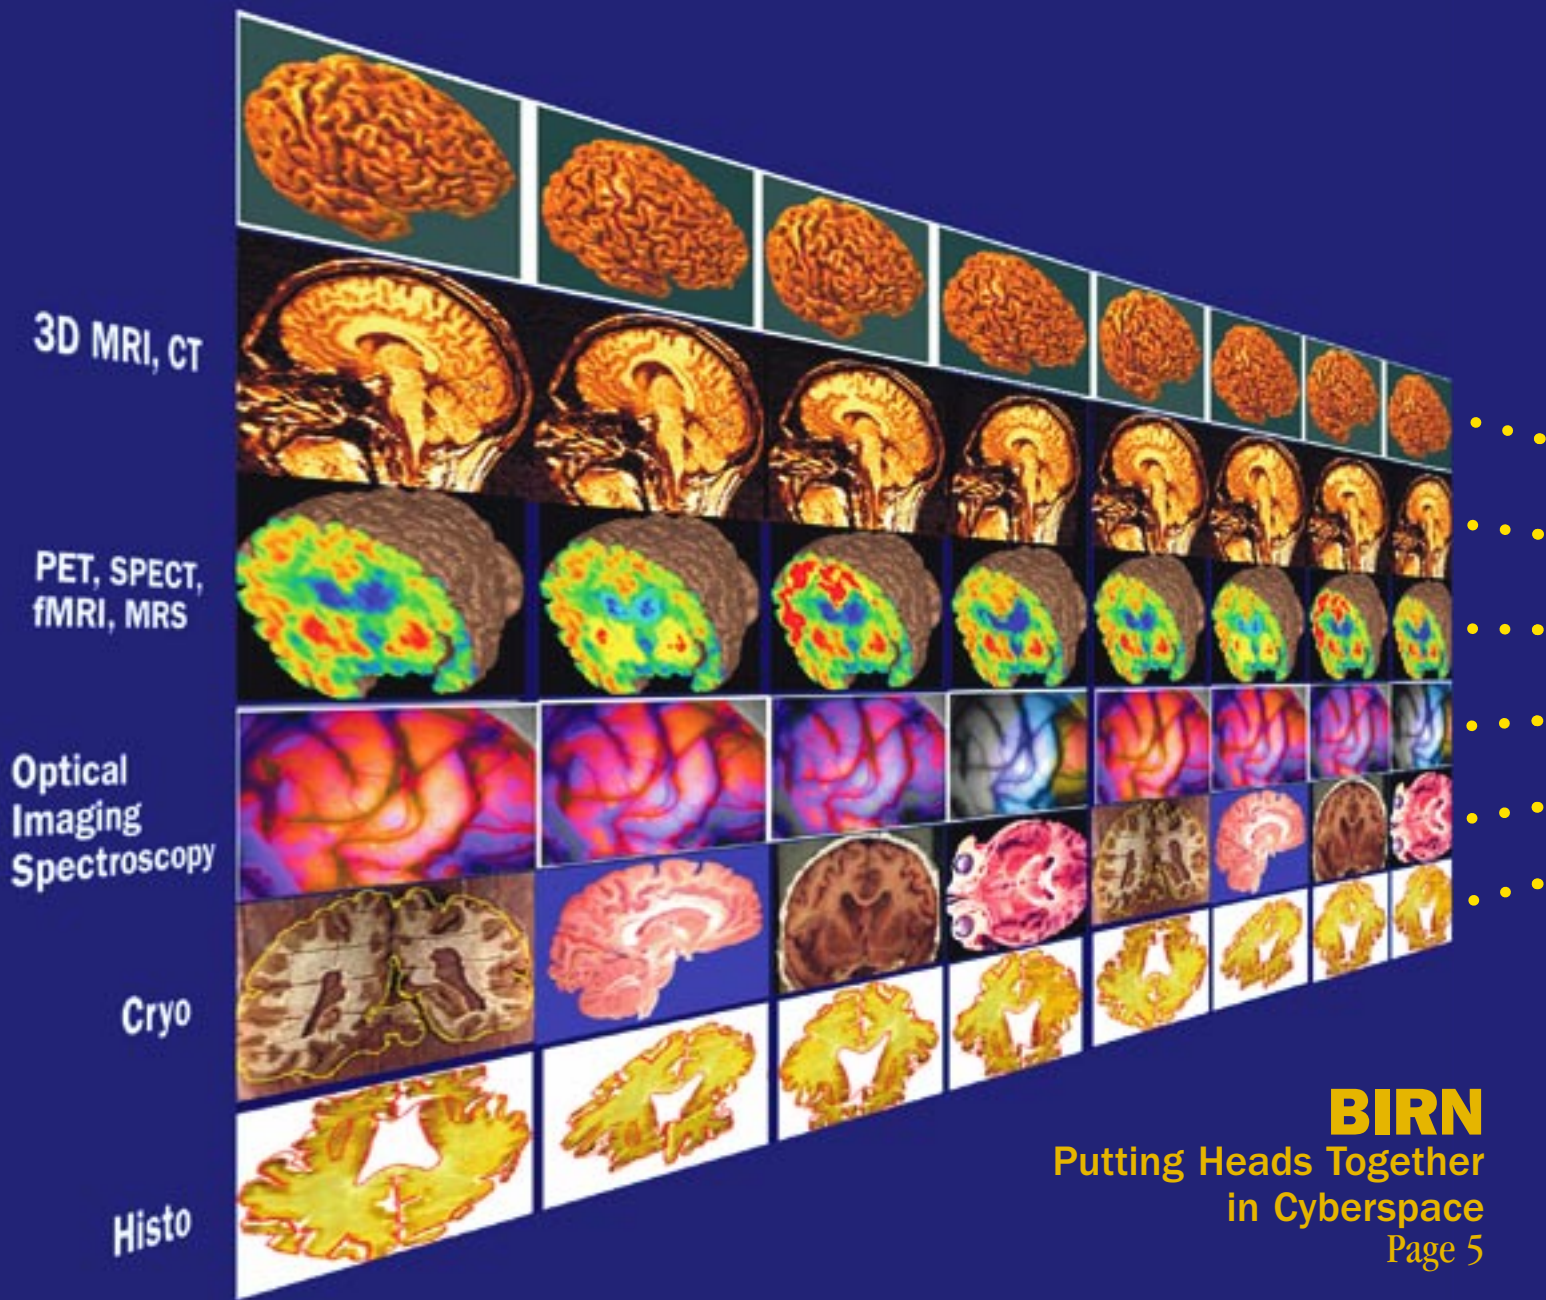 3D MRI, CT
PET, SPECT,
fMRI, MRS
Optical
Imaging
Spectroscopy
Cryo
Histo
BIRN
Putting Heads Together
in Cyberspace
Page 5